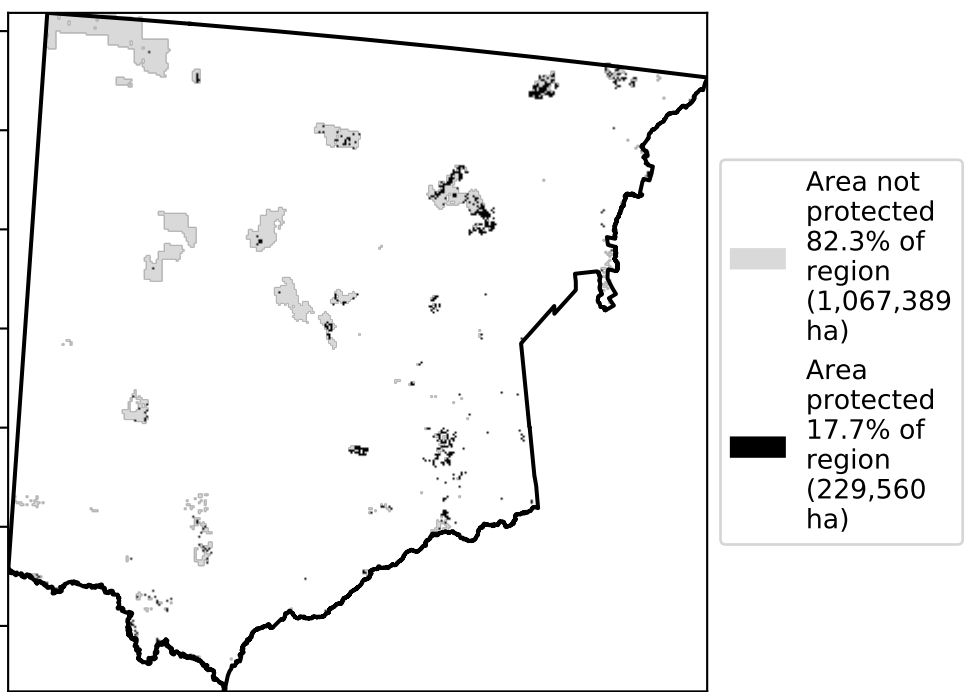 Area not
protected
82.3% of
region
(1,067,389
ha)
Area
protected
17.7% of
region
(229,560
ha)